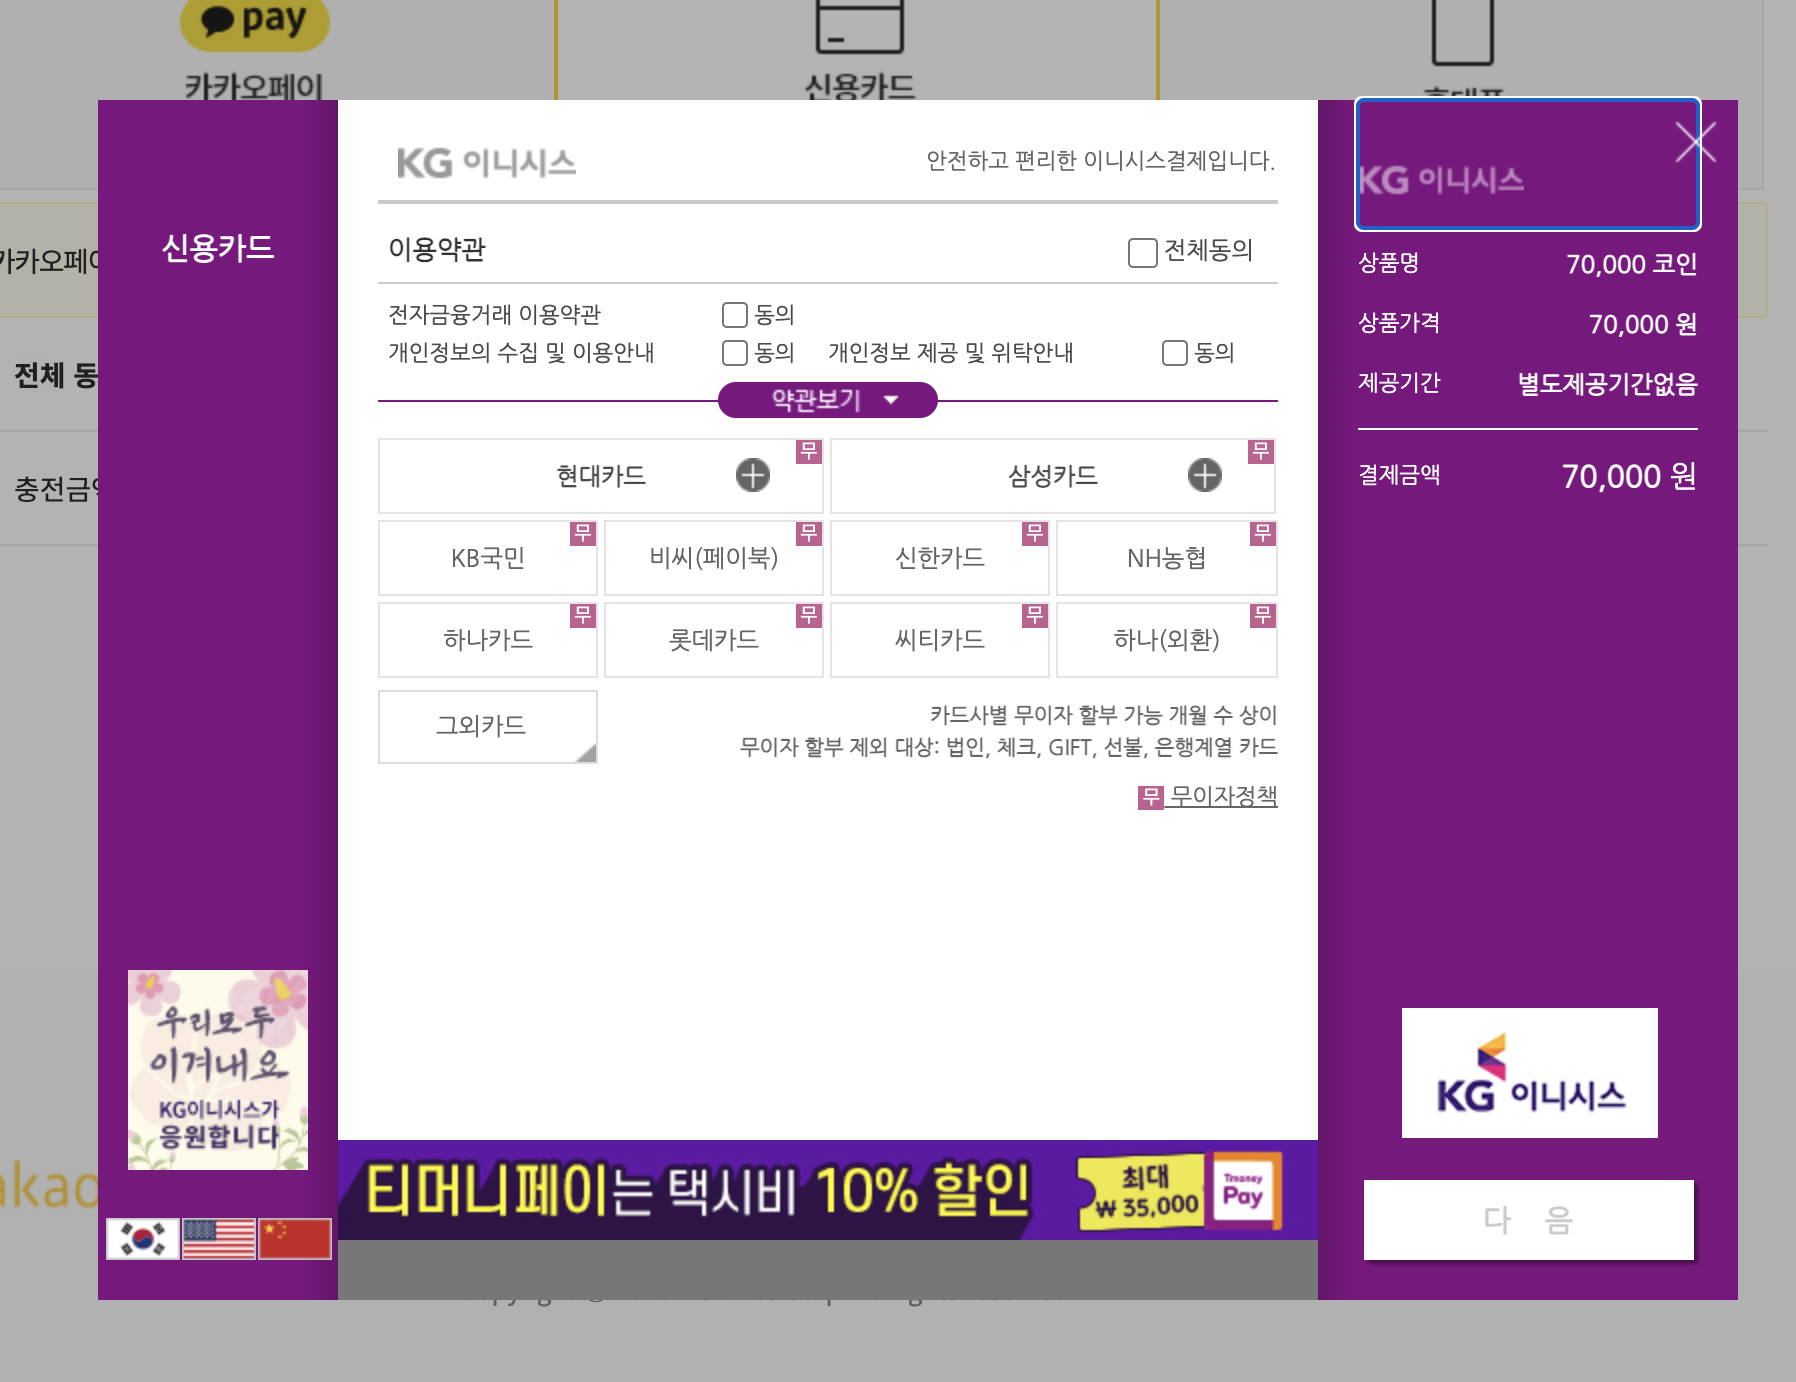 pay
카카오페이
신용카드
신용카드
KG 이니시스
안전하고 편리한 이니시스결제입니다.
이용약관
전체동의
전자금융거래 이용약관
동의
개인정보의 수집 및 이용안내
동의
개인정보 제공 및 위탁안내
동의
약관보기
현대카드
무
삼성카드
무
KB국민
무
비씨(페이북)
무
신한카드
무
NH농협
무
하나카드
무
롯데카드
무
씨티카드
무
하나(외환)
무
그외카드
카드사별 무이자 할부 가능 개월 수 상이
무이자 할부 제외 대상: 법인, 체크, GIFT, 선불, 은행계열 카드
무 무이자정책
KG 이니시스
상품명 70,000 코인
상품가격 70,000 원
제공기간 별도제공기간없음
결제금액 70,000 원
전체 동
우리모두
이겨내요
KG이니시스가
응원합니다
티머니페이는 택시비 10% 할인
최대
₩ 35,000
Tmoney
Pay
KG 이니시스
다 음